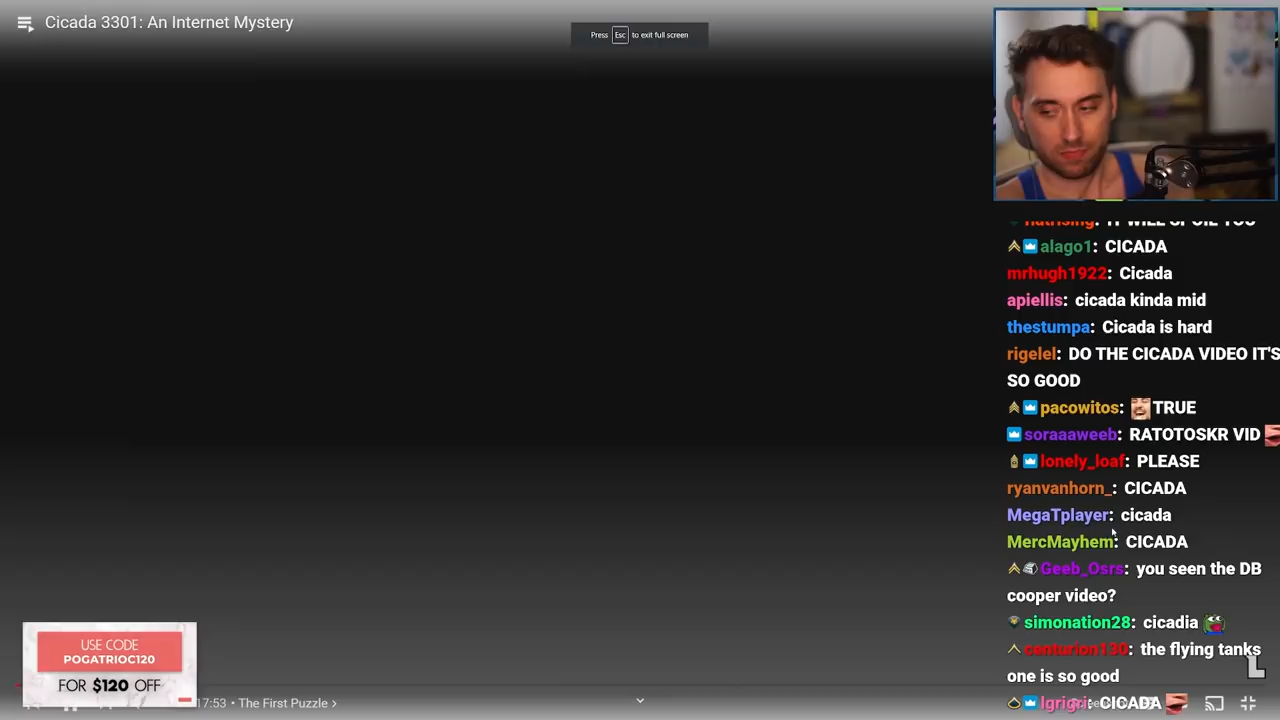 Cicada 3301: An Internet Mystery
Press Esc to exit full screen
alago1: CICADA
mrhugh1922: Cicada
apiellis: cicada kinda mid
thestumpa: Cicada is hard
rigelel: DO THE CICADA VIDEO IT'S
SO GOOD
pacowitos: TRUE
soraaaweeb: RATOTOSKR VID
lonely_loaf: PLEASE
ryanvanhorn_: CICADA
MegaTplayer: cicada
MercMayhem: CICADA
Geeb_Osrs: you seen the DB
cooper video?
simonation28: cicadia
centurion130: the flying tanks
one is so good
lgrigri: CICADA
USE CODE
POGATRIOC120
FOR $120 OFF
17:53 • The First Puzzle >